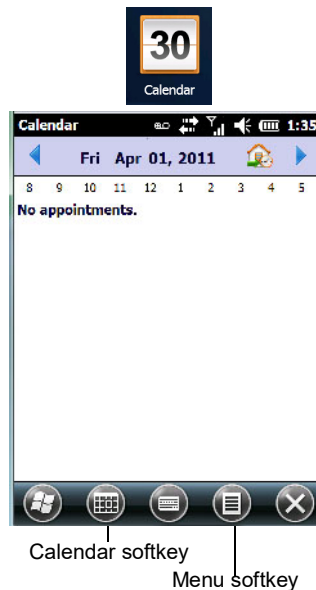 30
Calendar
Calendar 1:35
Fri Apr 01, 2011
8 9 10 11 12 1 2 3 4 5
No appointments.
Calendar softkey
Menu softkey